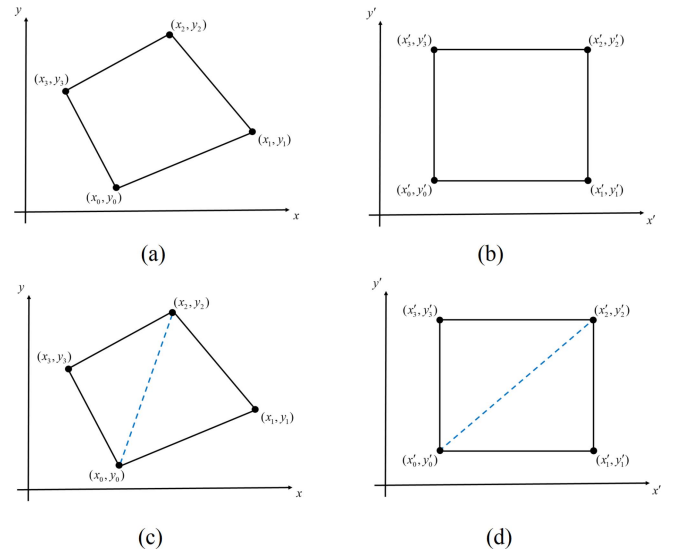 y
(x₂, y₂)
(x₃, y₃)
(x₁, y₁)
(x₀, y₀)
x
(a)
y′
(x′₃, y′₃)
(x′₂, y′₂)
(x′₀, y′₀)
(x′₁, y′₁)
x′
(b)
y
(x₂, y₂)
(x₃, y₃)
(x₁, y₁)
(x₀, y₀)
x
(c)
y′
(x′₃, y′₃)
(x′₂, y′₂)
(x′₀, y′₀)
(x′₁, y′₁)
x′
(d)